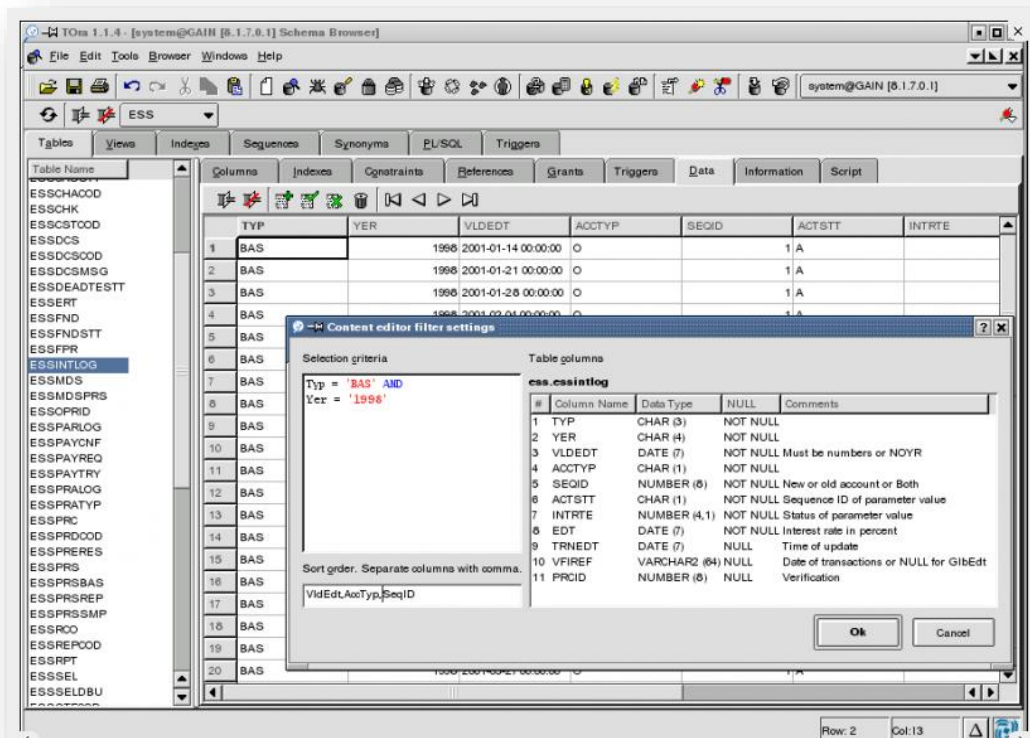 TOra 1.1.4 - [system@GAIN [8.1.7.0.1] Schema Browser]
File Edit Tools Browser Windows Help
system@GAIN [8.1.7.0.1]
ESS
Tables Views Indexes Sequences Synonyms PL/SQL Triggers
Table Name
ESSCHACOD
ESSCHK
ESSCSTCOD
ESSDCS
ESSDCSCOD
ESSDCSMSG
ESSDEADTESTT
ESSERT
ESSFND
ESSFNDSTT
ESSFPR
ESSINTLOG
ESSMDS
ESSMDSPRS
ESSOPRID
ESSPARLOG
ESSPAYCNF
ESSPAYREQ
ESSPAYTRY
ESSPRALOG
ESSPRATYP
ESSPRC
ESSPRDCOD
ESSPRERES
ESSPRS
ESSPRSBAS
ESSPRSREP
ESSPRSSMP
ESSRCO
ESSREPCOD
ESSRPT
ESSSEL
ESSSELDBU
Columns Indexes Constraints References Grants Triggers Data Information Script
TYP YER VLDEDT ACCTYP SEQID ACTSTT INTRTE
1 BAS 1998 2001-01-14 00:00:00 O 1 A
2 BAS 1998 2001-01-21 00:00:00 O 1 A
3 BAS 1998 2001-01-28 00:00:00 O 1 A
4 BAS 1998 2001-02-04 00:00:00 O 1 A
5 BAS
6 BAS
7 BAS
8 BAS
9 BAS
10 BAS
11 BAS
12 BAS
13 BAS
14 BAS
15 BAS
16 BAS
17 BAS
18 BAS
19 BAS
20 BAS
Content editor filter settings
Selection criteria
Typ = 'BAS' AND
Yer = '1998'
Sort order. Separate columns with comma.
VldEdt,AccTyp,SeqID
Table columns
ess.essintlog
# Column Name Data Type NULL Comments
1 TYP CHAR (3) NOT NULL
2 YER CHAR (4) NOT NULL
3 VLDEDT DATE (7) NOT NULL Must be numbers or NOYR
4 ACCTYP CHAR (1) NOT NULL
5 SEQID NUMBER (8) NOT NULL New or old account or Both
6 ACTSTT CHAR (1) NOT NULL Sequence ID of parameter value
7 INTRTE NUMBER (4,1) NOT NULL Status of parameter value
8 EDT DATE (7) NOT NULL Interest rate in percent
9 TRNEDT DATE (7) NULL Time of update
10 VFIREF VARCHAR2 (64) NULL Date of transactions or NULL for GlbEdt
11 PRCID NUMBER (8) NULL Verification
Ok Cancel
Row: 2 Col:13